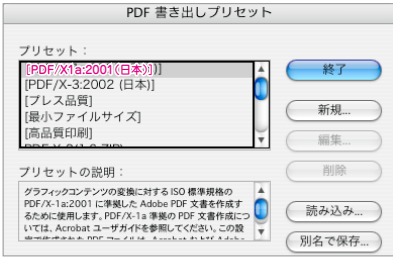 PDF 書き出しプリセット
プリセット：
[PDF/X1a:2001(日本)]
[PDF/X-3:2002 (日本)]
[プレス品質]
[最小ファイルサイズ]
[高品質印刷]
終了
新規...
編集...
削除
読み込み...
別名で保存...
プリセットの説明：
グラフィックコンテンツの変換に対する ISO 標準規格の
PDF/X-1a:2001 に準拠した Adobe PDF 文書を作成す
るために使用します。PDF/X-1a 準拠の PDF 文書作成につ
いては、Acrobat ユーザガイドを参照してください。この設